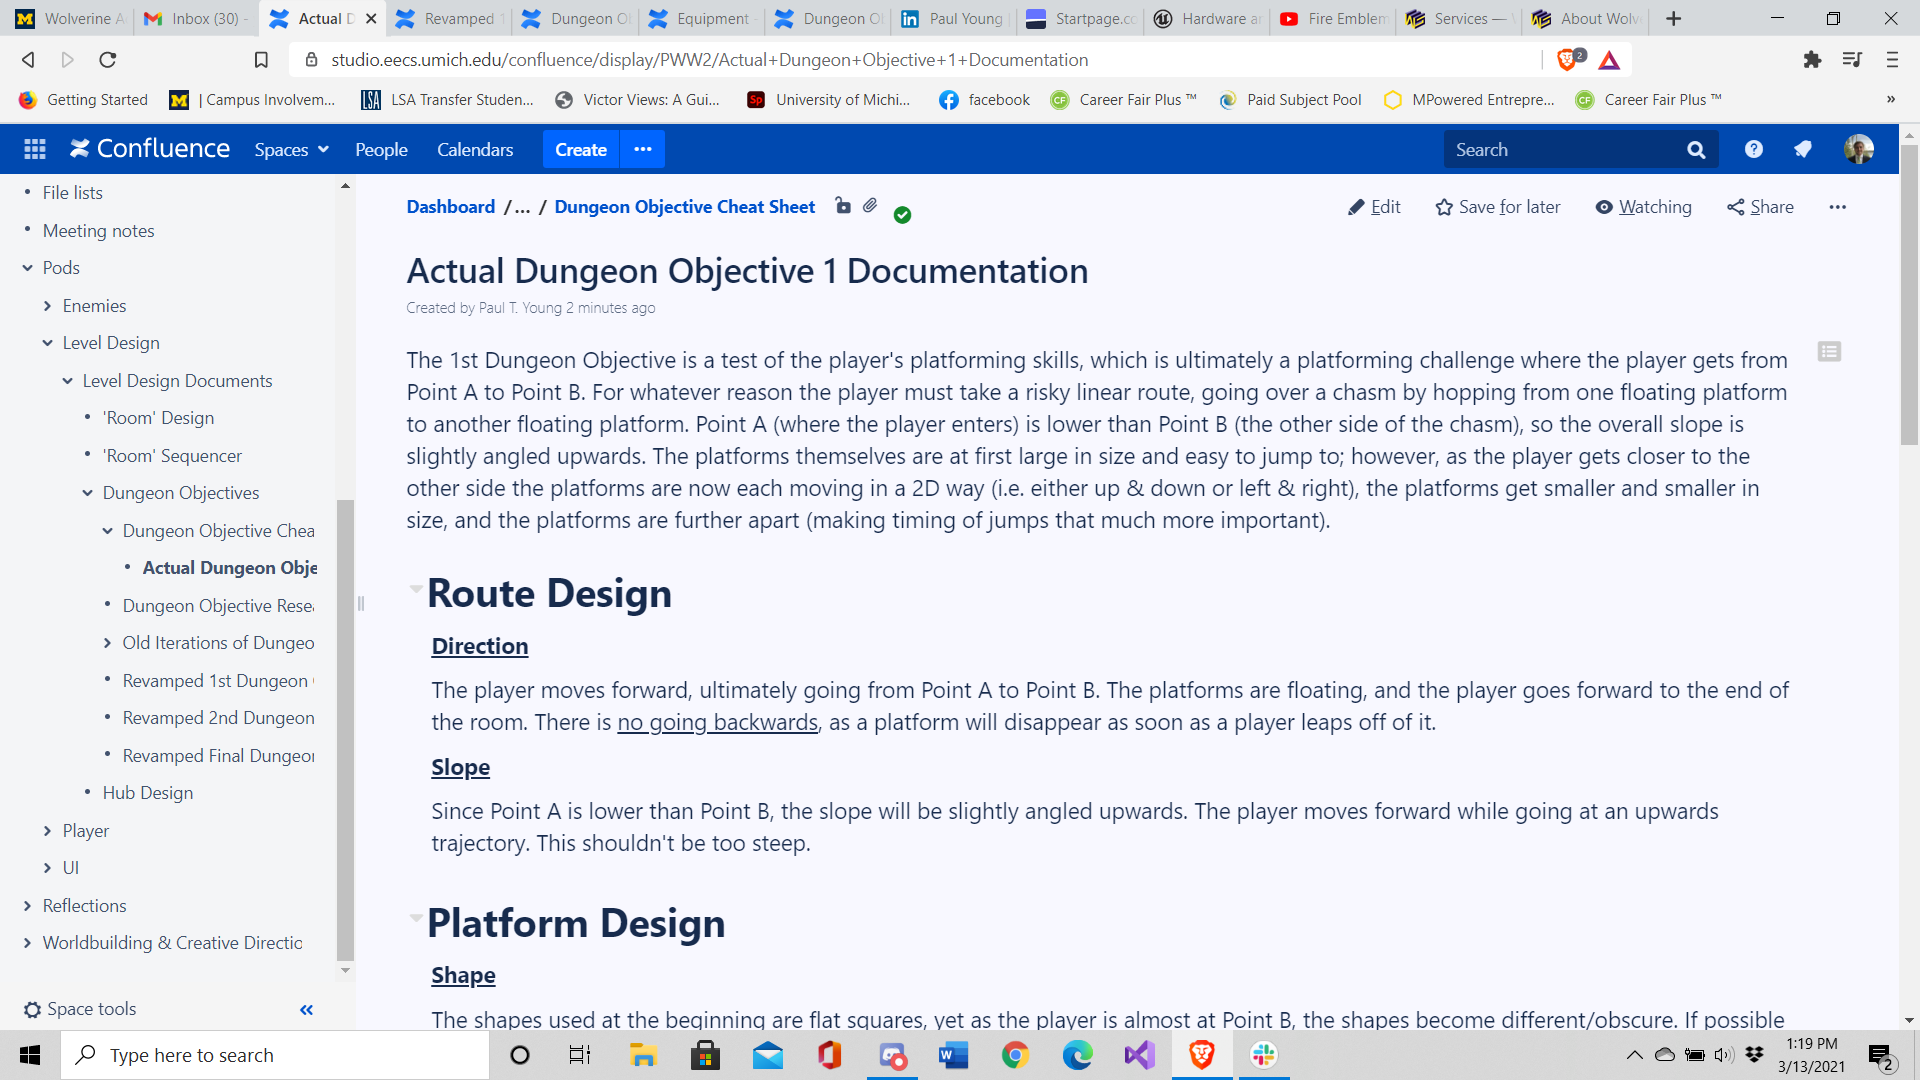 Wolverine A
Inbox (30) -
Actual D
Revamped 1
Dungeon O
Equipment -
Dungeon O
Paul Young
Startpage.co
Hardware a
Fire Emblem
Services —
About Wolv
studio.eecs.umich.edu/confluence/display/PWW2/Actual+Dungeon+Objective+1+Documentation
2
Getting Started
| Campus Involvem...
LSA Transfer Studen...
Victor Views: A Gui...
University of Michi...
facebook
Career Fair Plus ™
Paid Subject Pool
MPowered Entrepre...
Career Fair Plus ™
»
Confluence
Spaces
People
Calendars
Create
Search
File lists
Meeting notes
Pods
Enemies
Level Design
Level Design Documents
'Room' Design
'Room' Sequencer
Dungeon Objectives
Dungeon Objective Chea
Actual Dungeon Obje
Dungeon Objective Resea
Old Iterations of Dungeo
Revamped 1st Dungeon
Revamped 2nd Dungeon
Revamped Final Dungeon
Hub Design
Player
UI
Reflections
Worldbuilding & Creative Directio
Space tools
Dashboard /... / Dungeon Objective Cheat Sheet
Edit
Save for later
Watching
Share
Actual Dungeon Objective 1 Documentation
Created by Paul T. Young 2 minutes ago
The 1st Dungeon Objective is a test of the player's platforming skills, which is ultimately a platforming challenge where the player gets from
Point A to Point B. For whatever reason the player must take a risky linear route, going over a chasm by hopping from one floating platform
to another floating platform. Point A (where the player enters) is lower than Point B (the other side of the chasm), so the overall slope is
slightly angled upwards. The platforms themselves are at first large in size and easy to jump to; however, as the player gets closer to the
other side the platforms are now each moving in a 2D way (i.e. either up & down or left & right), the platforms get smaller and smaller in
size, and the platforms are further apart (making timing of jumps that much more important).
Route Design
Direction
The player moves forward, ultimately going from Point A to Point B. The platforms are floating, and the player goes forward to the end of
the room. There is no going backwards, as a platform will disappear as soon as a player leaps off of it.
Slope
Since Point A is lower than Point B, the slope will be slightly angled upwards. The player moves forward while going at an upwards
trajectory. This shouldn't be too steep.
Platform Design
Shape
The shapes used at the beginning are flat squares, yet as the player is almost at Point B, the shapes become different/obscure. If possible
Type here to search
1:19 PM
3/13/2021
2